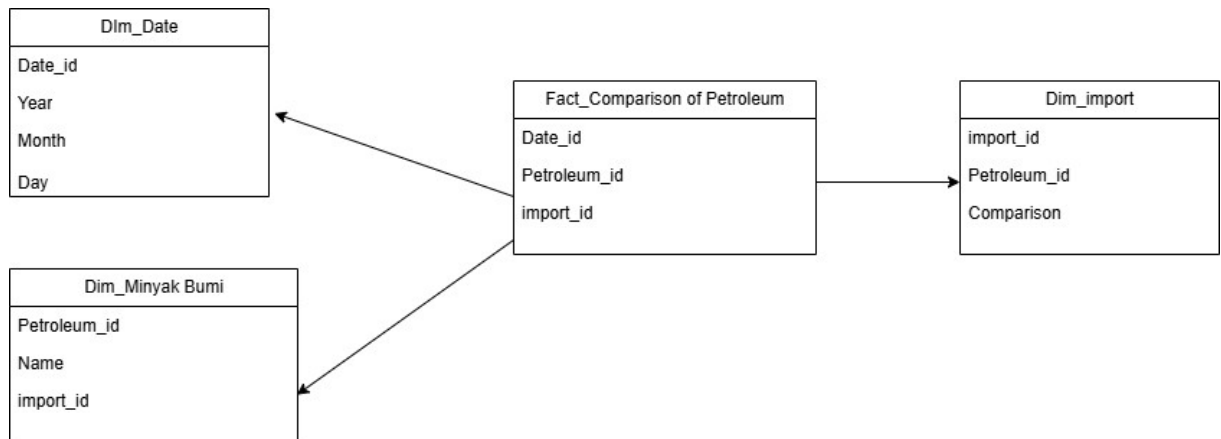 DIm_Date
Date_id
Year
Month
Day
Fact_Comparison of Petroleum
Date_id
Petroleum_id
import_id
Dim_import
import_id
Petroleum_id
Comparison
Dim_Minyak Bumi
Petroleum_id
Name
import_id